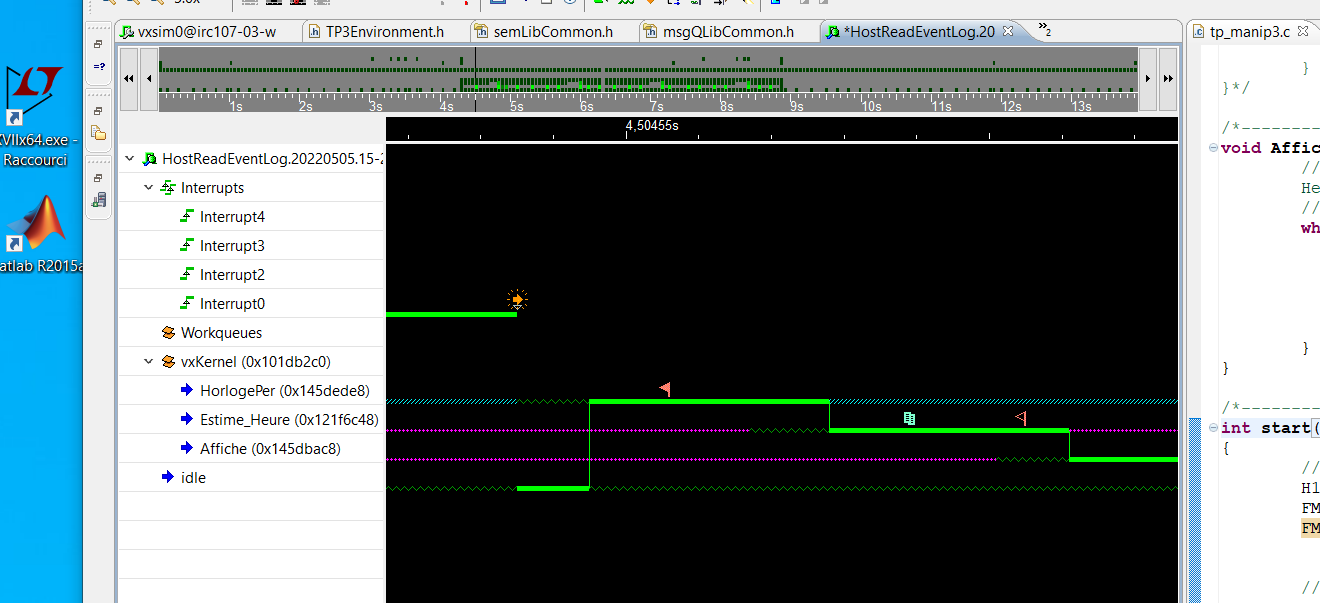 vxsim0@irc107-03-w TP3Environment.h semLibCommon.h msgQLibCommon.h *HostReadEventLog.20 »2 tp_manip3.c
1s 2s 3s 4s 5s 6s 7s 8s 9s 10s 11s 12s 13s
4,50455s
HostReadEventLog.20220505.15-2
Interrupts
Interrupt4
Interrupt3
Interrupt2
Interrupt0
Workqueues
vxKernel (0x101db2c0)
HorlogePer (0x145dede8)
Estime_Heure (0x121f6c48)
Affiche (0x145dbac8)
idle
XVIIx64.exe -
Raccourci
atlab R2015a
}
}*/
/*---------
void Affic
//
He
//
wh
}
}
/*---------
int start(
{
//
H1
FM
FM
//